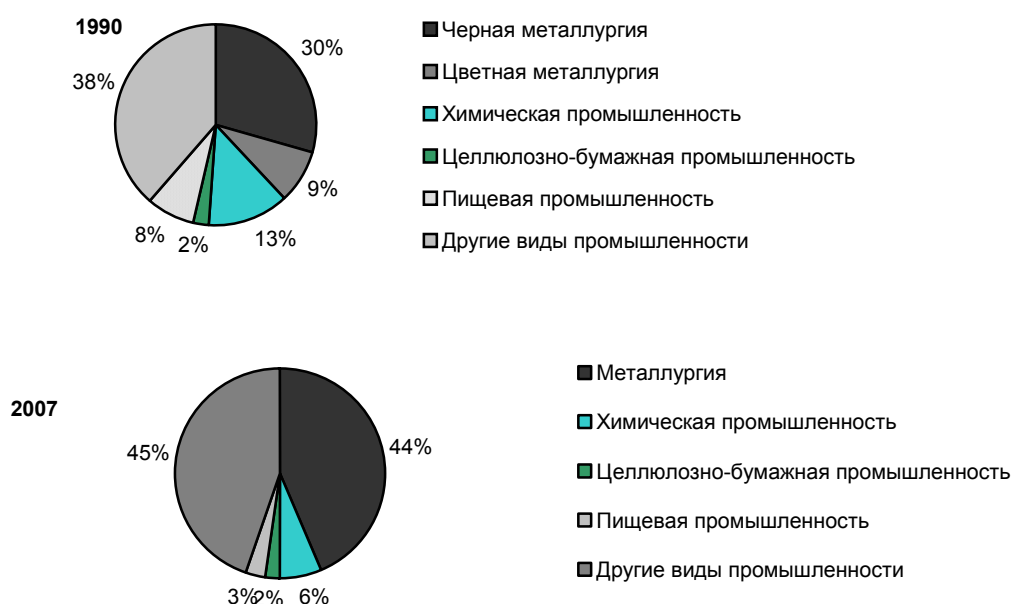 1990
30%
9%
13%
2%
8%
38%
Черная металлургия
Цветная металлургия
Химическая промышленность
Целлюлозно-бумажная промышленность
Пищевая промышленность
Другие виды промышленности
2007
44%
6%
2%
3%
45%
Металлургия
Химическая промышленность
Целлюлозно-бумажная промышленность
Пищевая промышленность
Другие виды промышленности